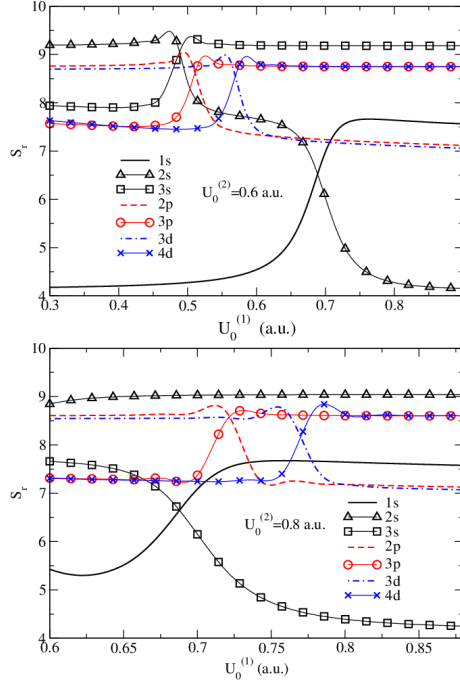 10
9
8
7
6
5
4
S_r
1s
2s
3s
2p
3p
3d
4d
U_0^(2)=0.6 a.u.
0.3 0.4 0.5 0.6 0.7 0.8
U_0^(1) (a.u.)
10
9
8
7
6
5
4
S_r
1s
2s
3s
2p
3p
3d
4d
U_0^(2)=0.8 a.u.
0.6 0.65 0.7 0.75 0.8 0.85
U_0^(1) (a.u.)